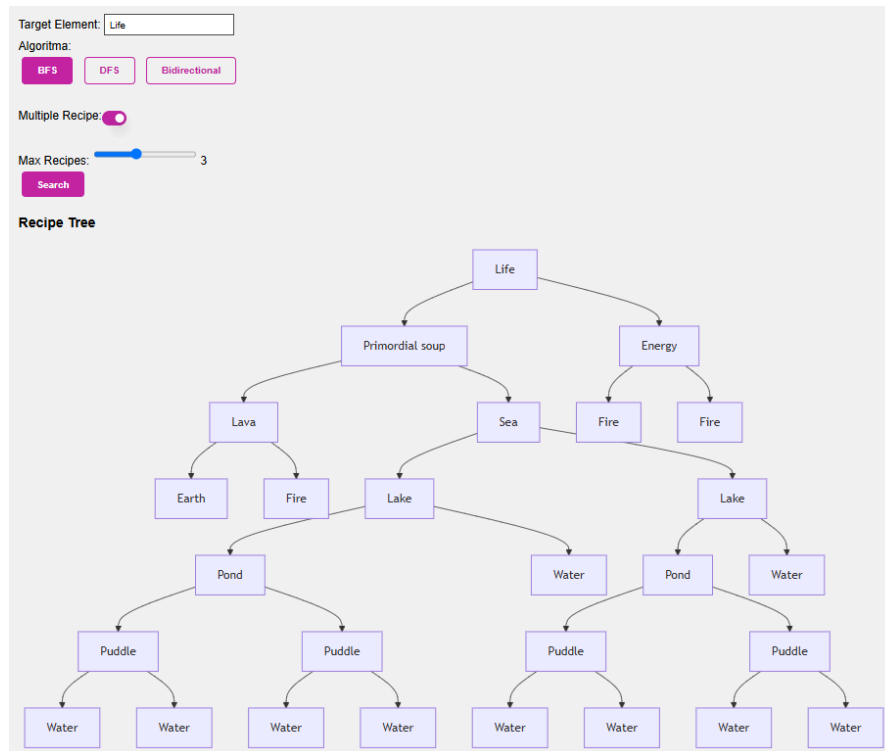 Target Element: Life
Algoritma:
BFS DFS Bidirectional
Multiple Recipe:
Max Recipes: 3
Search
Recipe Tree
Life
Primordial soup Energy
Lava Sea Fire Fire
Earth Fire Lake Lake
Pond Water Pond Water
Puddle Puddle Puddle Puddle
Water Water Water Water Water Water Water Water